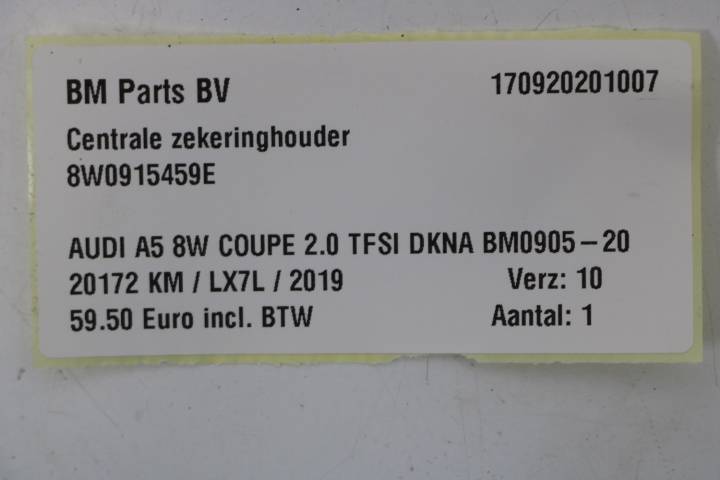 BM Parts BV 170920201007
Centrale zekeringhouder
8W0915459E
AUDI A5 8W COUPE 2.0 TFSI DKNA BM0905-20
20172 KM / LX7L / 2019 Verz: 10
59.50 Euro incl. BTW Aantal: 1